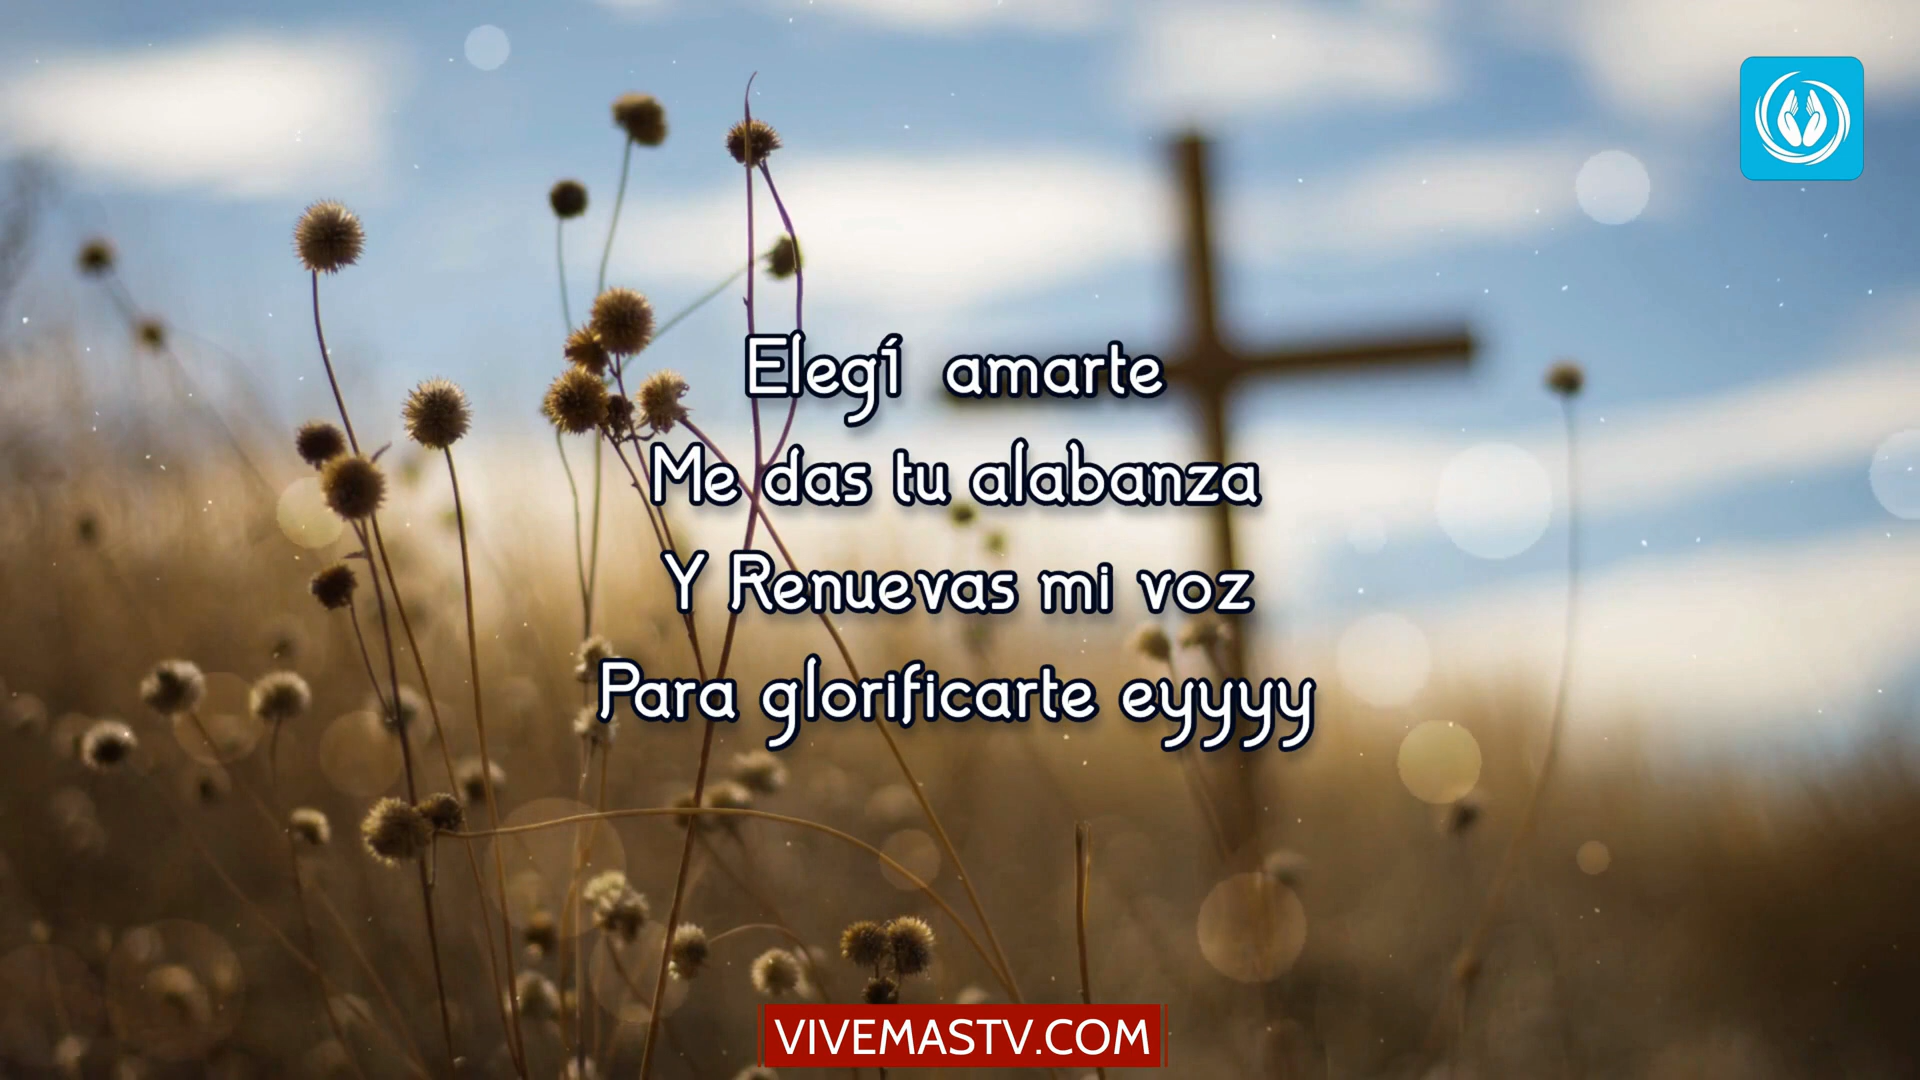 Elegí amarte
Me das tu alabanza
Y Renuevas mi voz
Para glorificarte eyyyy
VIVEMASTV.COM